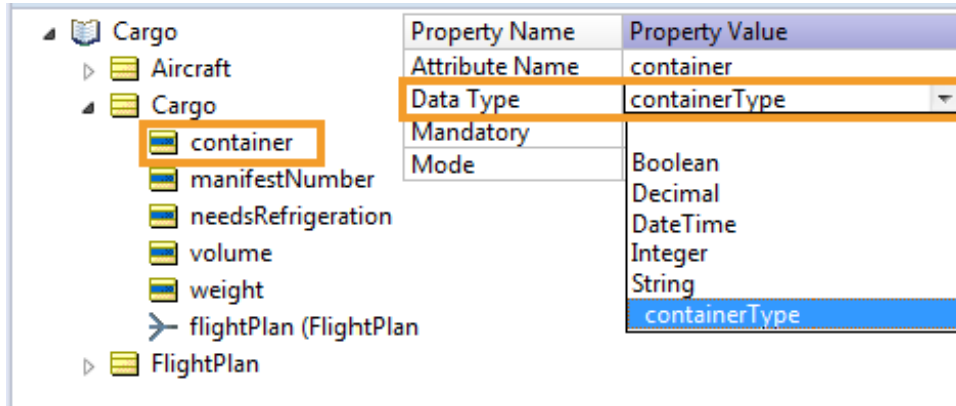 Cargo
Aircraft
Cargo
container
manifestNumber
needsRefrigeration
volume
weight
flightPlan (FlightPlan
FlightPlan
Property Name Property Value
Attribute Name container
Data Type containerType
Mandatory
Mode
Boolean
Decimal
DateTime
Integer
String
containerType